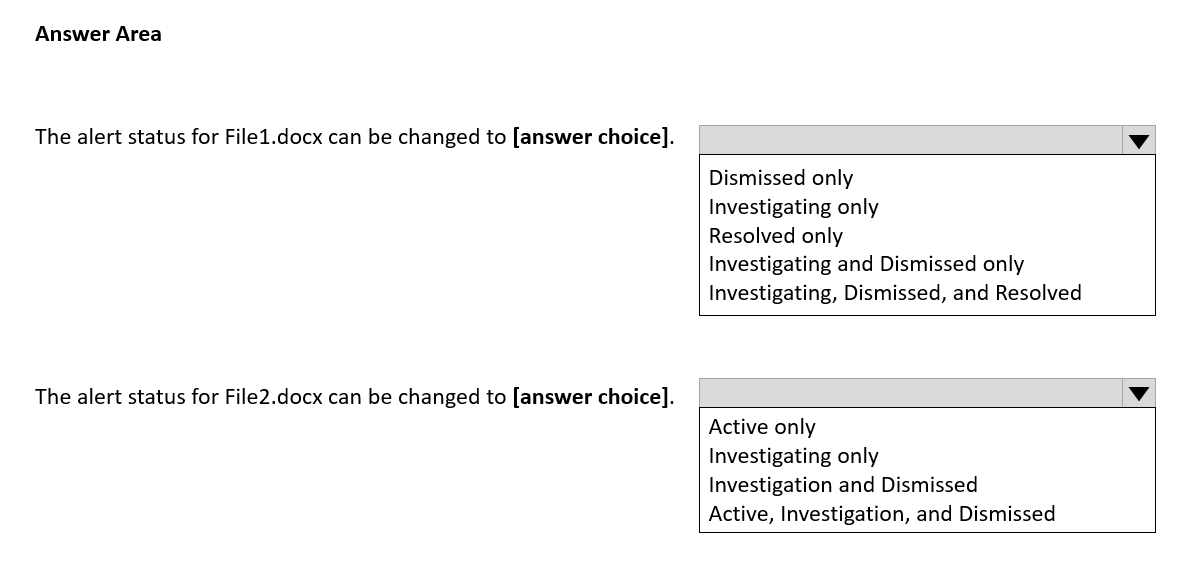 Answer Area
The alert status for File1.docx can be changed to [answer choice].
Dismissed only
Investigating only
Resolved only
Investigating and Dismissed only
Investigating, Dismissed, and Resolved
The alert status for File2.docx can be changed to [answer choice].
Active only
Investigating only
Investigation and Dismissed
Active, Investigation, and Dismissed